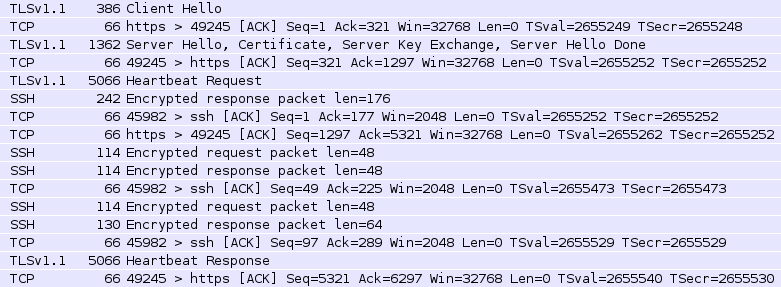 TLSv1.1 386 Client Hello
TCP 66 https > 49245 [ACK] Seq=1 Ack=321 Win=32768 Len=0 TSval=2655249 TSecr=2655248
TLSv1.1 1362 Server Hello, Certificate, Server Key Exchange, Server Hello Done
TCP 66 49245 > https [ACK] Seq=321 Ack=1297 Win=32768 Len=0 TSval=2655252 TSecr=2655252
TLSv1.1 5066 Heartbeat Request
SSH 242 Encrypted response packet len=176
TCP 66 45982 > ssh [ACK] Seq=1 Ack=177 Win=2048 Len=0 TSval=2655252 TSecr=2655252
TCP 66 https > 49245 [ACK] Seq=1297 Ack=5321 Win=32768 Len=0 TSval=2655262 TSecr=2655252
SSH 114 Encrypted request packet len=48
SSH 114 Encrypted response packet len=48
TCP 66 45982 > ssh [ACK] Seq=49 Ack=225 Win=2048 Len=0 TSval=2655473 TSecr=2655473
SSH 114 Encrypted request packet len=48
SSH 130 Encrypted response packet len=64
TCP 66 45982 > ssh [ACK] Seq=97 Ack=289 Win=2048 Len=0 TSval=2655529 TSecr=2655529
TLSv1.1 5066 Heartbeat Response
TCP 66 49245 > https [ACK] Seq=5321 Ack=6297 Win=32768 Len=0 TSval=2655540 TSecr=2655530